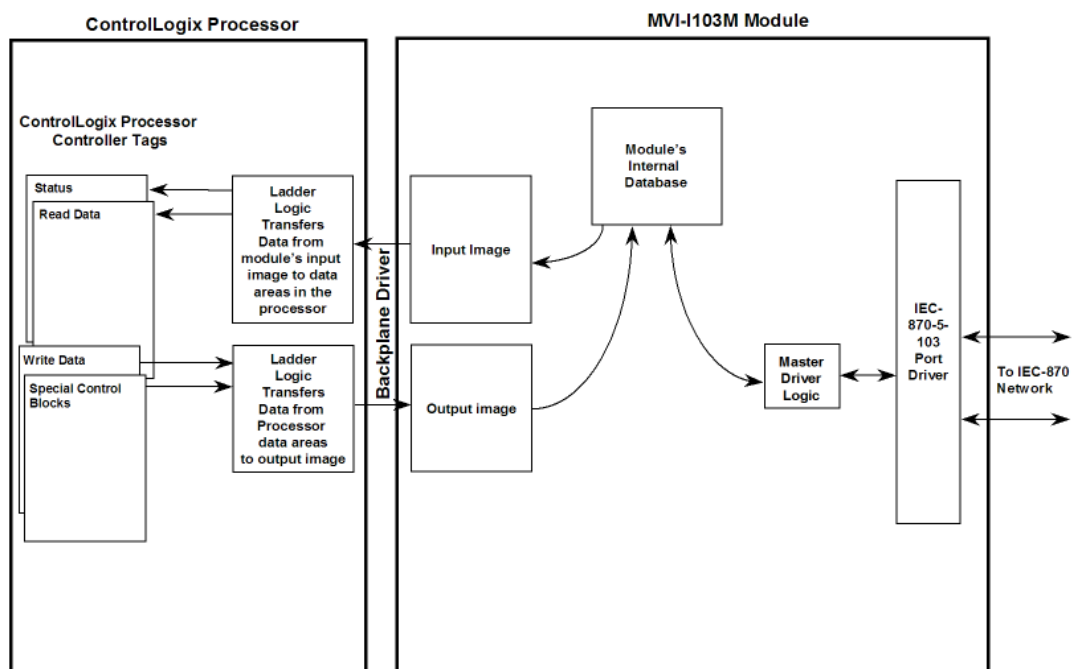 ControlLogix Processor
MVI-I103M Module
ControlLogix Processor
Controller Tags
Status
Read Data
Write Data
Special Control
Blocks
Ladder
Logic
Transfers
Data from
module's input
image to data
areas in the
processor
Ladder
Logic
Transfers
Data from
Processor
data areas
to output image
Backplane Driver
Input Image
Output image
Module's
Internal
Database
Master
Driver
Logic
IEC-
870-5-
103
Port
Driver
To IEC-870
Network